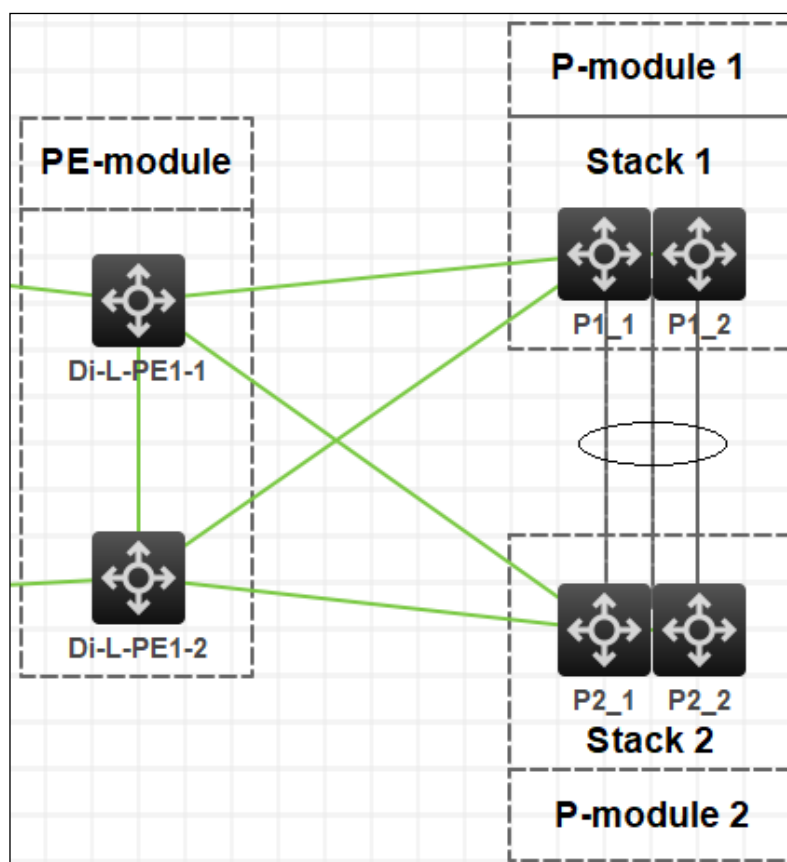 P-module 1
PE-module
Stack 1
P1_1 P1_2
Di-L-PE1-1
Di-L-PE1-2
P2_1 P2_2
Stack 2
P-module 2